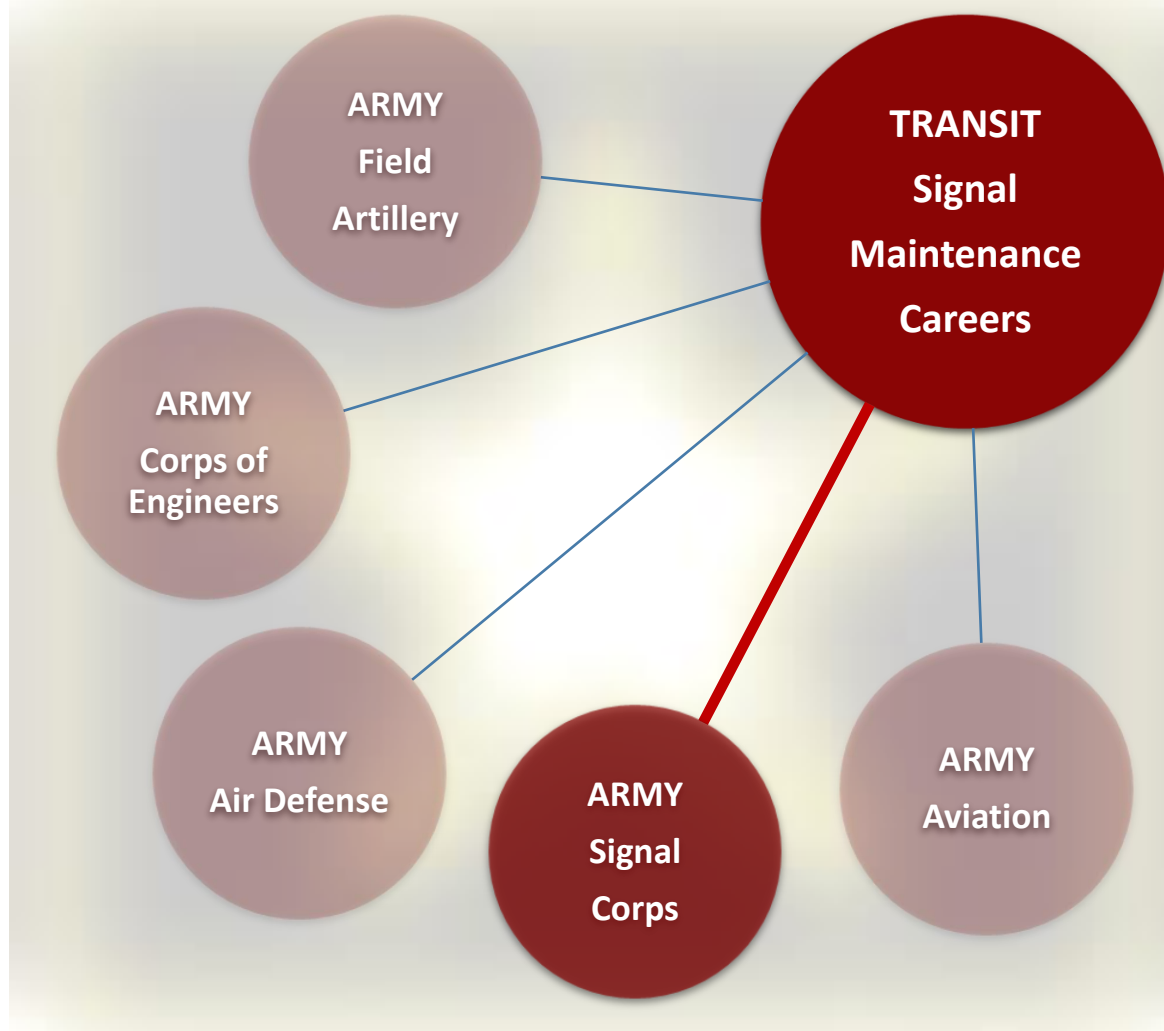 ARMY
Field
Artillery
TRANSIT
Signal
Maintenance
Careers
ARMY
Corps of
Engineers
ARMY
Air Defense
ARMY
Signal
Corps
ARMY
Aviation